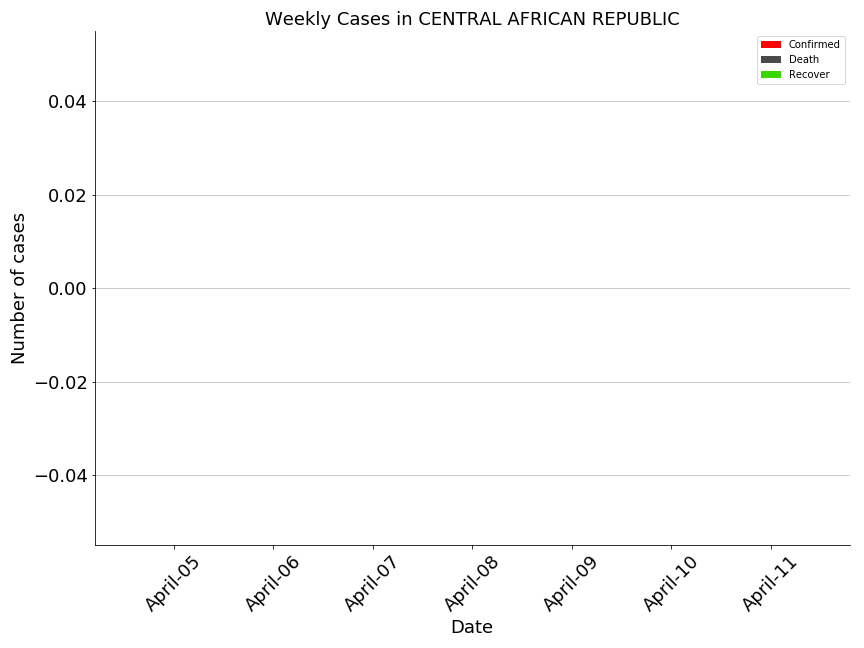 Weekly Cases in CENTRAL AFRICAN REPUBLIC
Confirmed
Death
Recover
Number of cases
0.04
0.02
0.00
−0.02
−0.04
April-05
April-06
April-07
April-08
April-09
April-10
April-11
Date